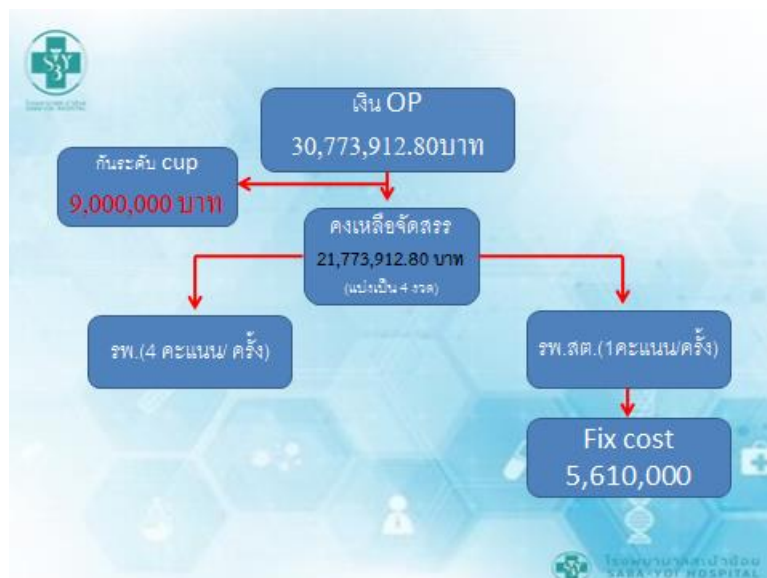 เงิน OP
30,773,912.80บาท
กันระดับ cup
9,000,000 บาท
คงเหลือจัดสรร
21,773,912.80 บาท
(แบ่งเป็น 4 งวด)
รพ.(4 คะแนน/ ครั้ง)
รพ.สต.(1คะแนน/ครั้ง)
Fix cost
5,610,000
โรงพยาบาลสะบ้าย้อย
SABA-YOI HOSPITAL